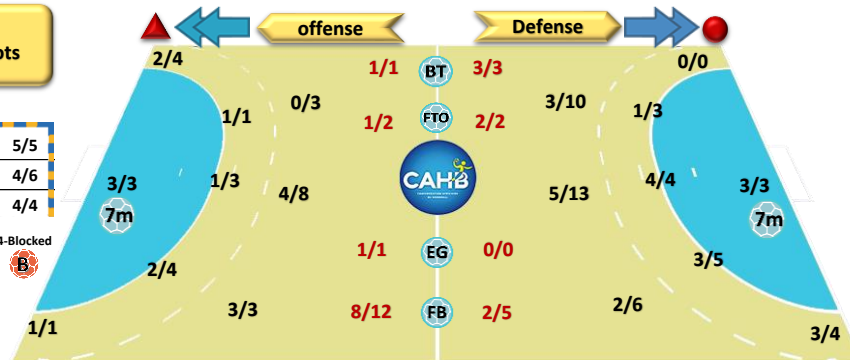 ots
5/5
4/6
4/4
4-Blocked
B
offense
Defense
2/4
1/1
BT
3/3
0/0
0/3
1/1
1/2
FTO
2/2
3/10
1/3
CAHB
3/3
1/3
4/8
5/13
4/4
3/3
7m
7m
1/1
EG
0/0
2/4
3/5
3/3
8/12
FB
2/5
2/6
1/1
3/4